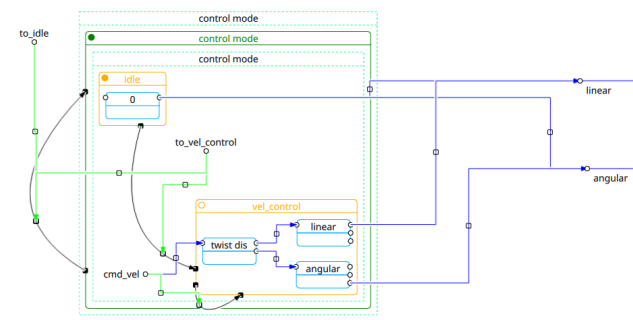 control mode
to_idle
control mode
control mode
idle
linear
0
to_vel_control
angular
vel_control
linear
twist dis
angular
cmd_vel